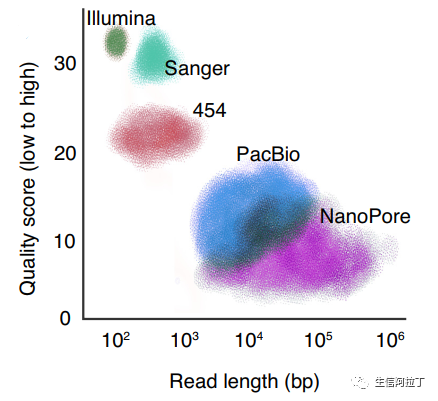 Illumina
Sanger
454
PacBio
NanoPore
Quality score (low to high)
30
20
10
0
10²
10³
10⁴
10⁵
10⁶
Read length (bp)
生信阿拉丁